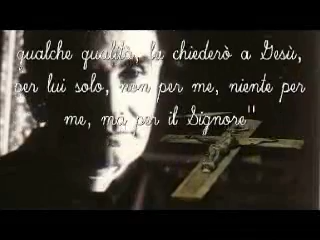 qualche qualità, la chiederò a Gesù,
per lui solo, non per me, niente per
me, ma per il Signore"